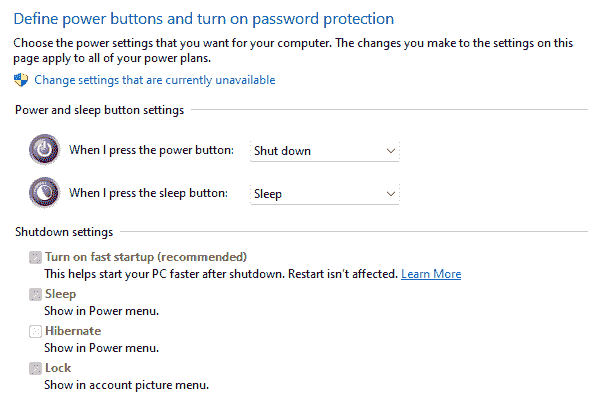 Define power buttons and turn on password protection
Choose the power settings that you want for your computer. The changes you make to the settings on this
page apply to all of your power plans.
Change settings that are currently unavailable
Power and sleep button settings
When I press the power button: Shut down
When I press the sleep button: Sleep
Shutdown settings
Turn on fast startup (recommended)
This helps start your PC faster after shutdown. Restart isn't affected. Learn More
Sleep
Show in Power menu.
Hibernate
Show in Power menu.
Lock
Show in account picture menu.